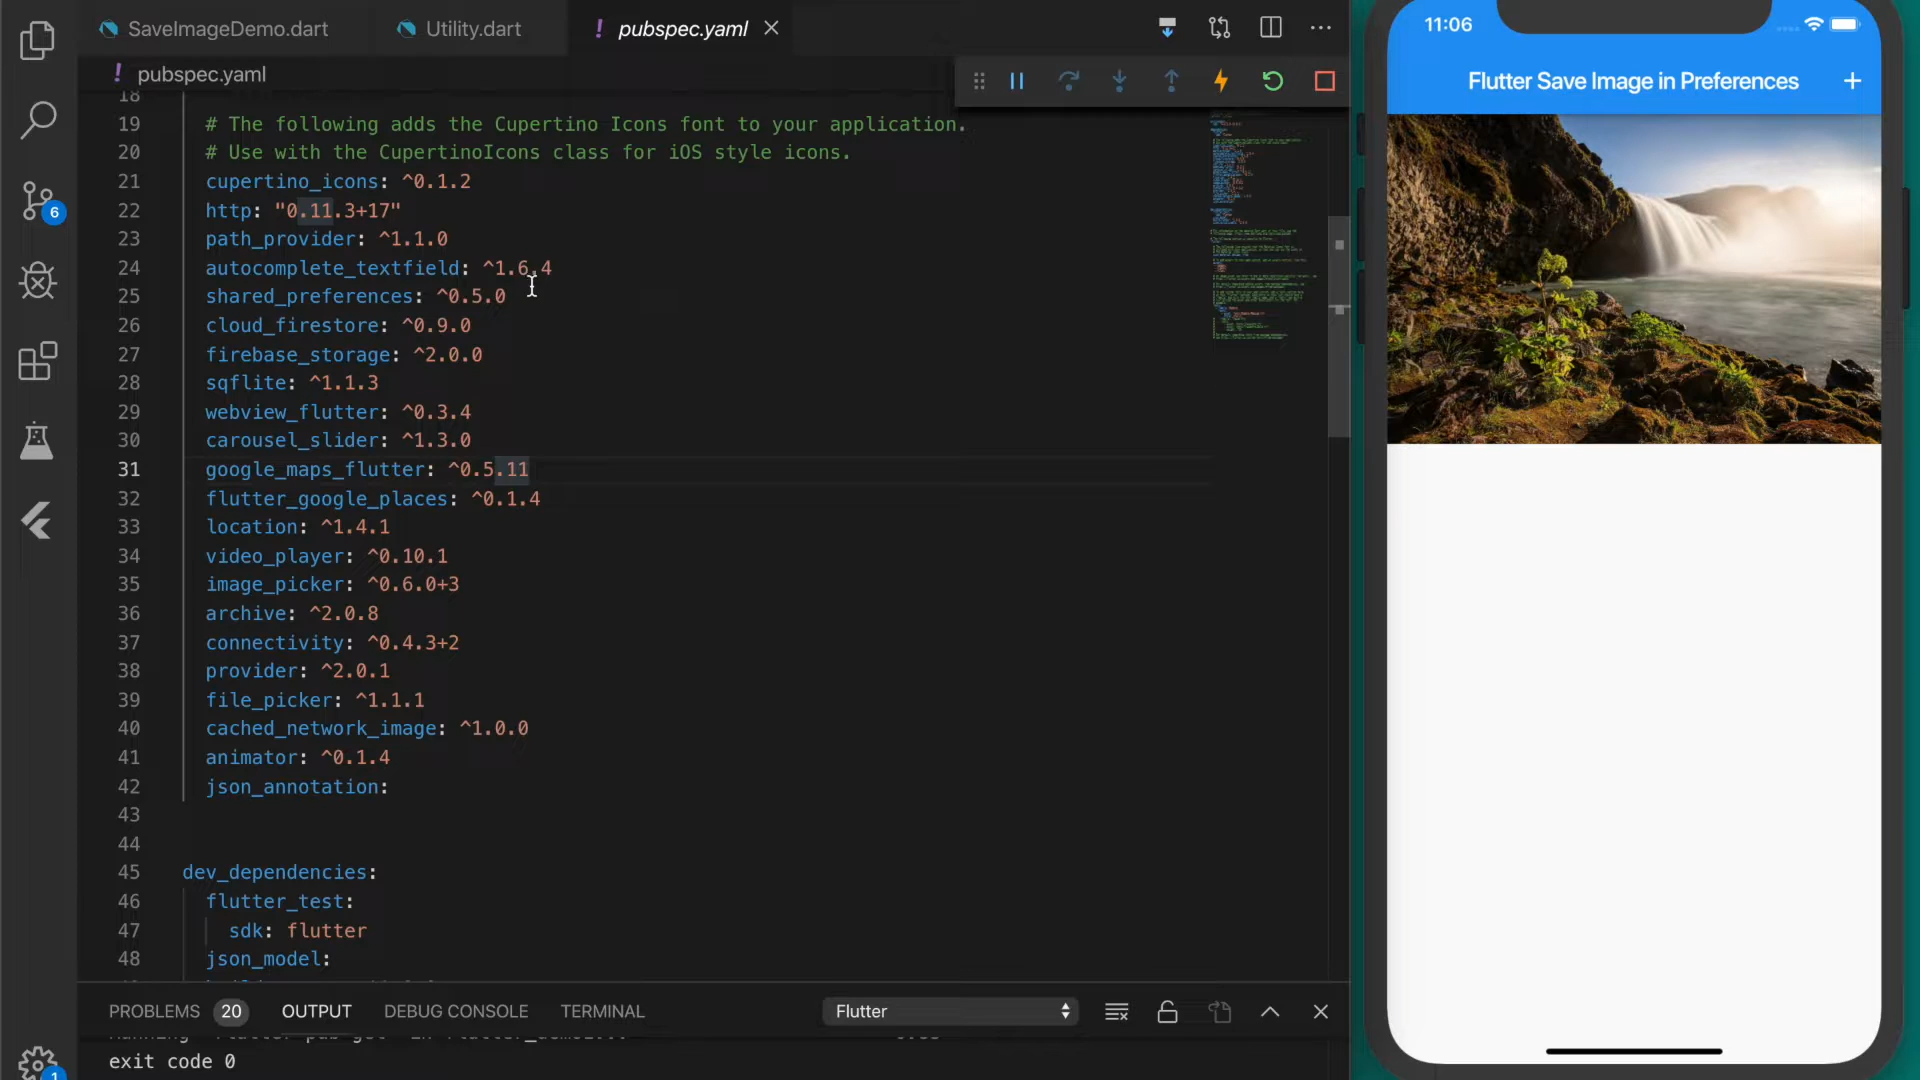 SaveImageDemo.dart
Utility.dart
! pubspec.yaml
! pubspec.yaml
18
19 # The following adds the Cupertino Icons font to your application.
20 # Use with the CupertinoIcons class for iOS style icons.
21 cupertino_icons: ^0.1.2
22 http: "0.11.3+17"
23 path_provider: ^1.1.0
24 autocomplete_textfield: ^1.6.4
25 shared_preferences: ^0.5.0
26 cloud_firestore: ^0.9.0
27 firebase_storage: ^2.0.0
28 sqflite: ^1.1.3
29 webview_flutter: ^0.3.4
30 carousel_slider: ^1.3.0
31 google_maps_flutter: ^0.5.11
32 flutter_google_places: ^0.1.4
33 location: ^1.4.1
34 video_player: ^0.10.1
35 image_picker: ^0.6.0+3
36 archive: ^2.0.8
37 connectivity: ^0.4.3+2
38 provider: ^2.0.1
39 file_picker: ^1.1.1
40 cached_network_image: ^1.0.0
41 animator: ^0.1.4
42 json_annotation:
43
44
45 dev_dependencies:
46 flutter_test:
47 sdk: flutter
48 json_model:
6
1
PROBLEMS 20 OUTPUT DEBUG CONSOLE TERMINAL
Flutter
exit code 0
11:06
Flutter Save Image in Preferences +